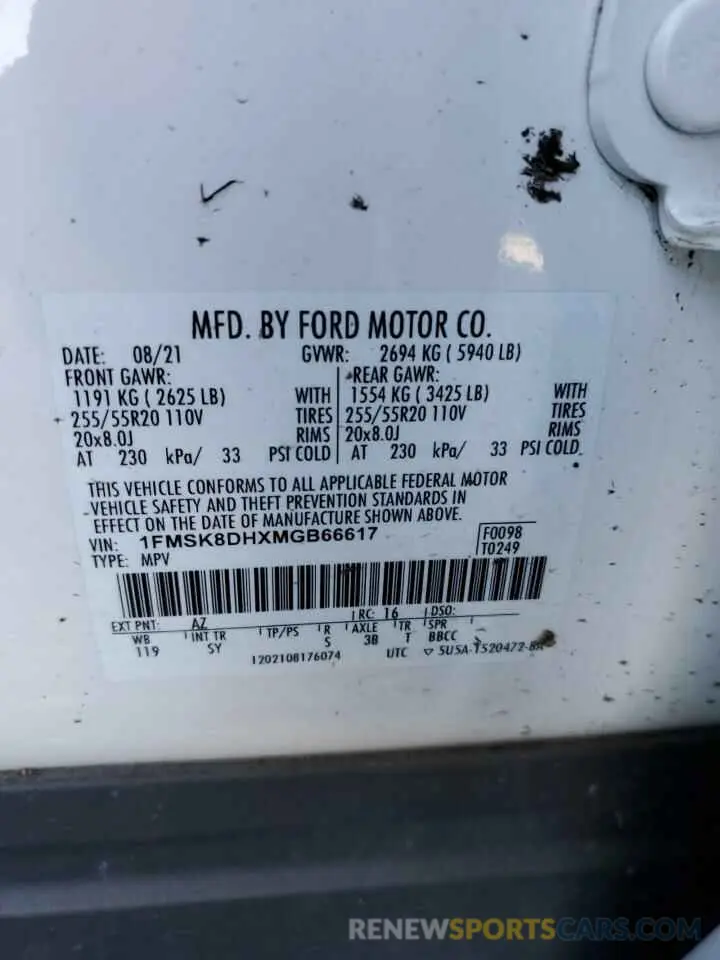 MFD. BY FORD MOTOR CO.
DATE: 08/21 GVWR: 2694 KG ( 5940 LB)
FRONT GAWR: REAR GAWR:
1191 KG ( 2625 LB) WITH 1554 KG ( 3425 LB) WITH
255/55R20 110V TIRES 255/55R20 110V TIRES
20x8.0J RIMS 20x8.0J RIMS
AT 230 kPa/ 33 PSI COLD AT 230 kPa/ 33 PSI COLD
THIS VEHICLE CONFORMS TO ALL APPLICABLE FEDERAL MOTOR
VEHICLE SAFETY AND THEFT PREVENTION STANDARDS IN
EFFECT ON THE DATE OF MANUFACTURE SHOWN ABOVE.
VIN: 1FMSK8DHXMGB66617 F0098
TYPE: MPV T0249
EXT PNT: AZ RC: 16 DSO:
WB INT TR TP/PS R AXLE TR SPR
119 SY 5 3B T BBCC
1202108176074 UTC ▽ 5U5A-1520472-BA
RENEWSPORTSCARS.COM